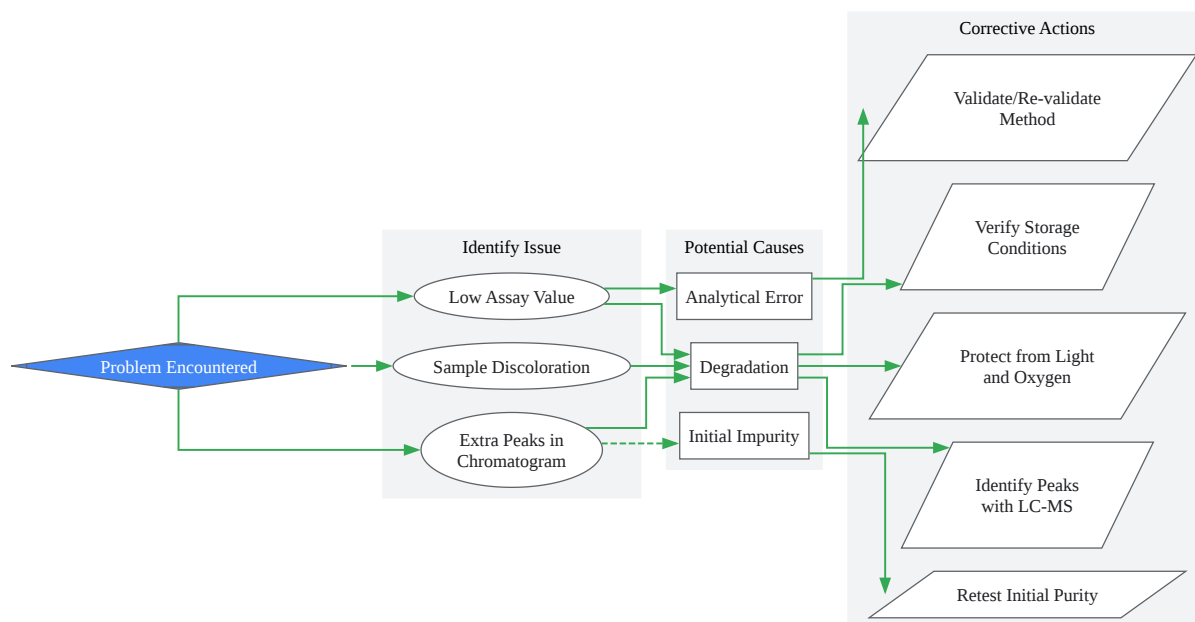 Problem Encountered
Identify Issue
Low Assay Value
Sample Discoloration
Extra Peaks in
Chromatogram
Potential Causes
Analytical Error
Degradation
Initial Impurity
Corrective Actions
Validate/Re-validate
Method
Verify Storage
Conditions
Protect from Light
and Oxygen
Identify Peaks
with LC-MS
Retest Initial Purity